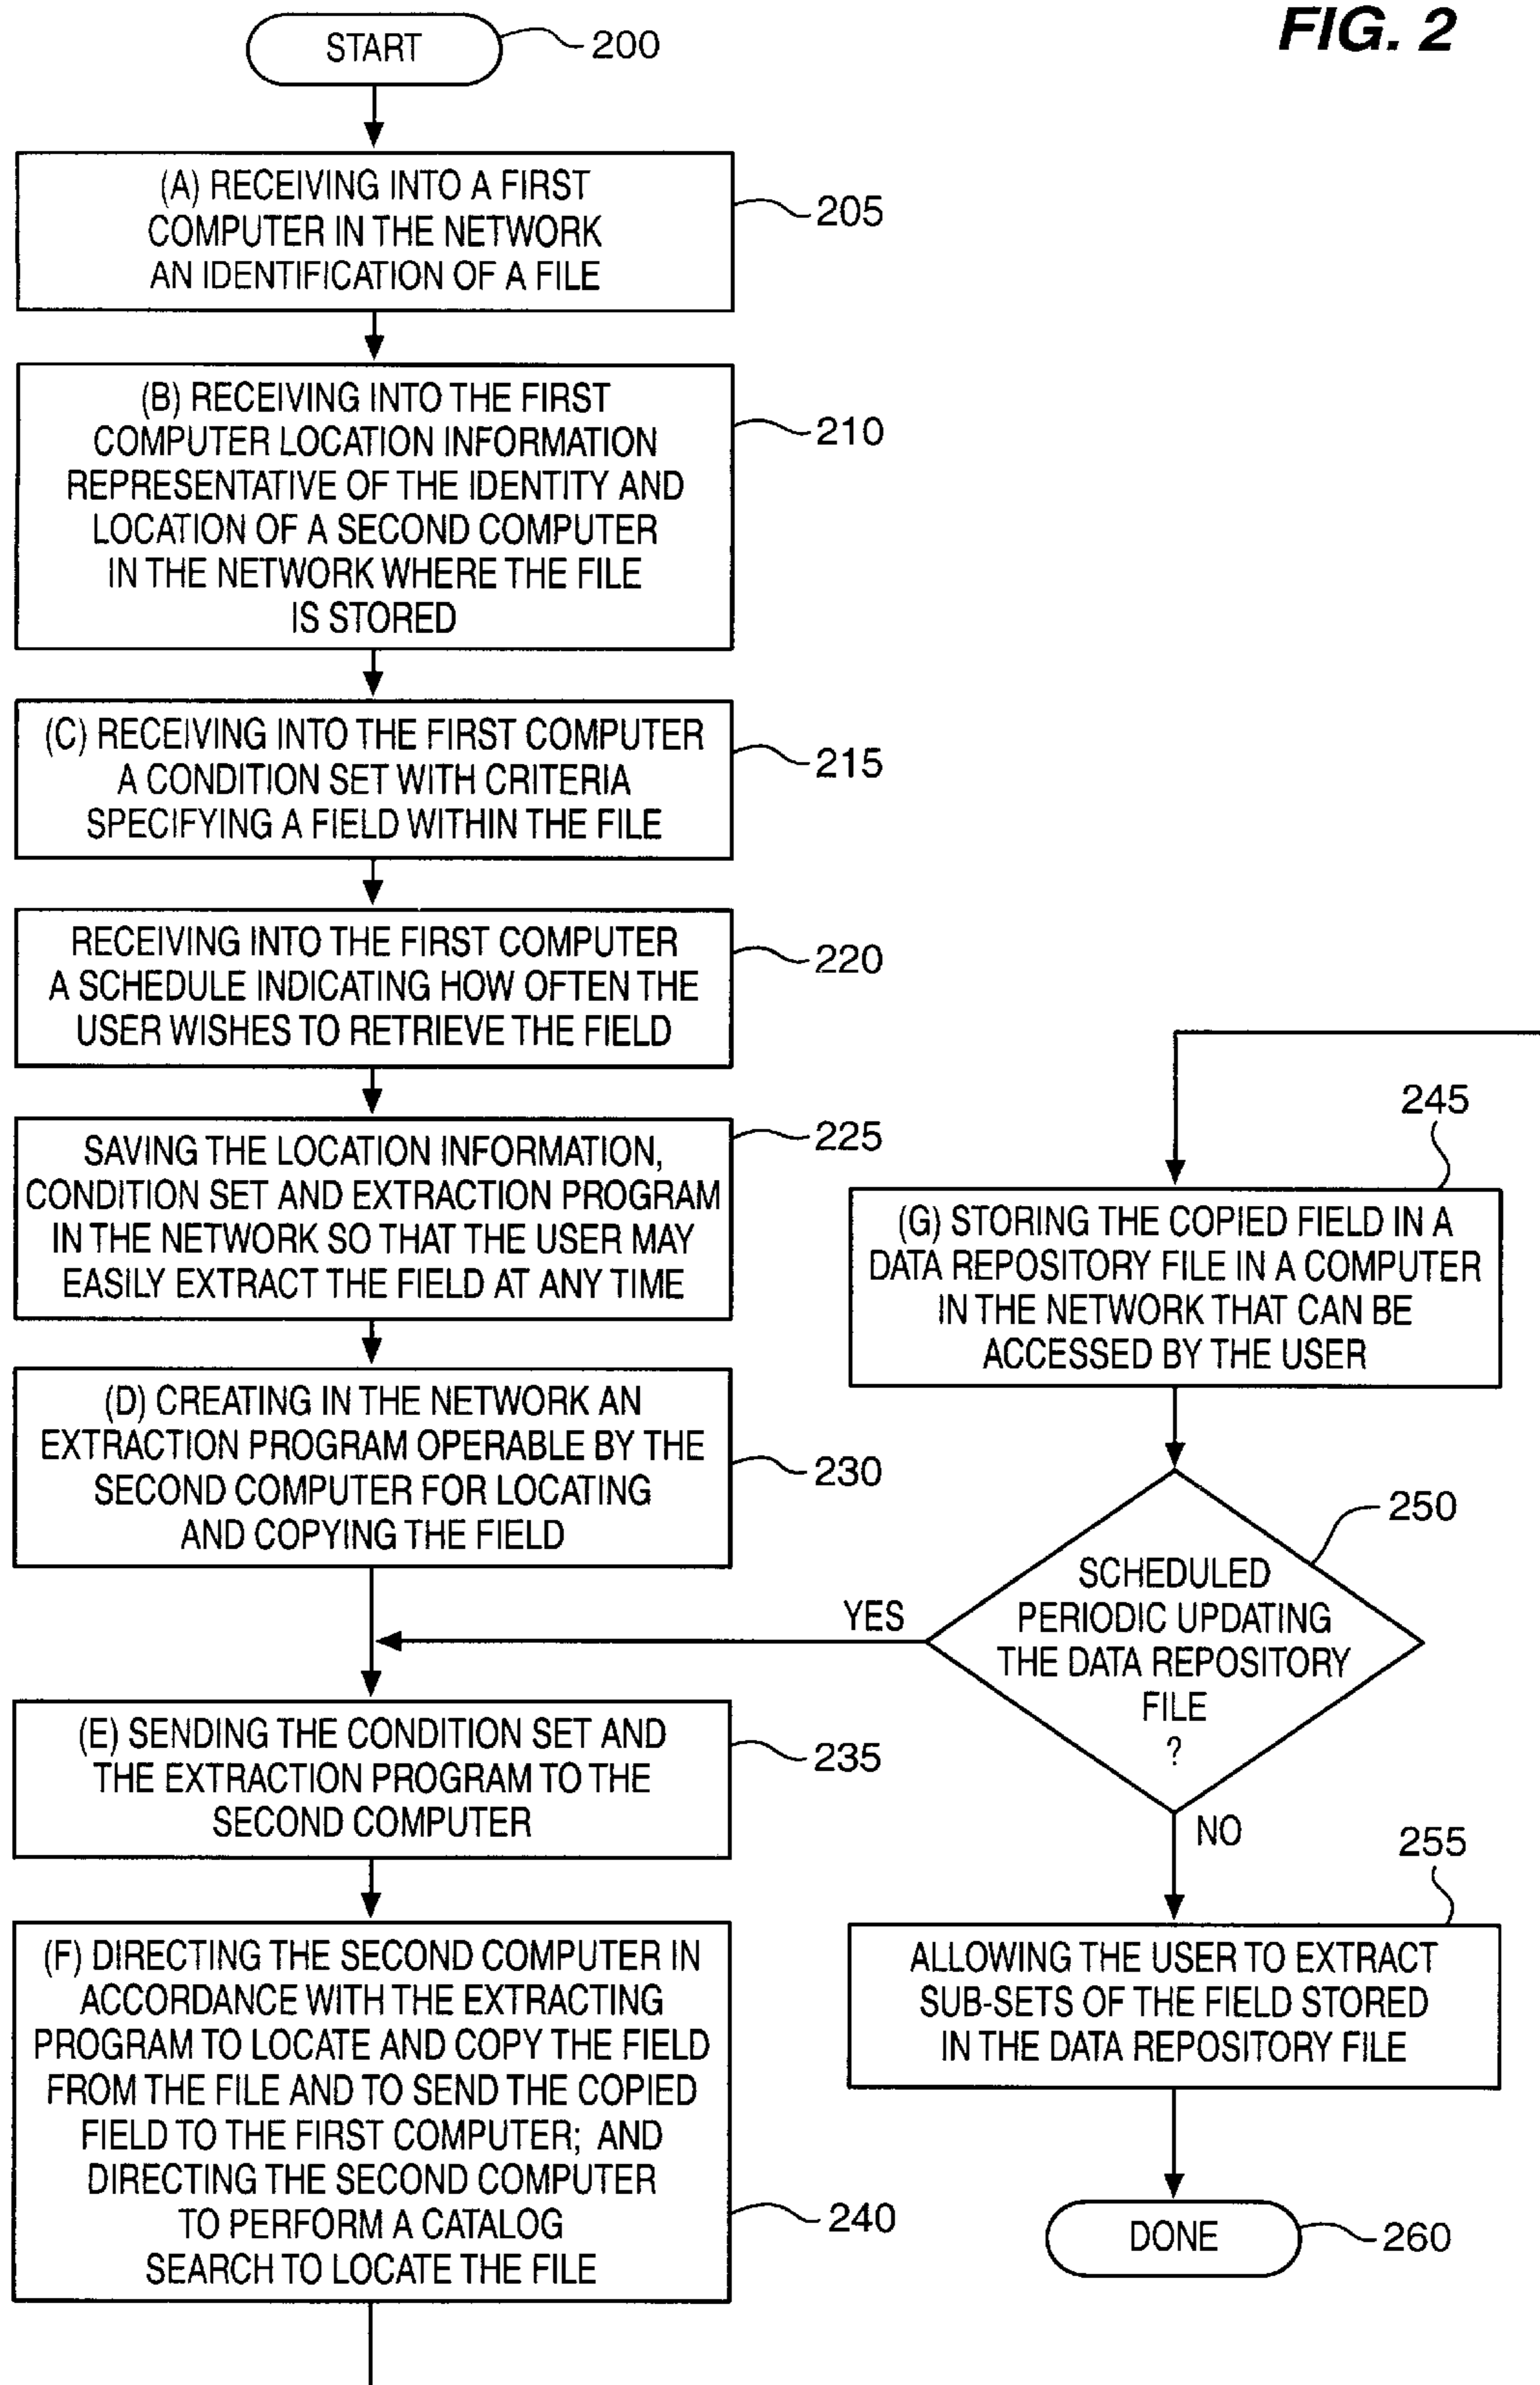 FIG. 2
START
200
(A) RECEIVING INTO A FIRST
COMPUTER IN THE NETWORK
AN IDENTIFICATION OF A FILE
205
(B) RECEIVING INTO THE FIRST
COMPUTER LOCATION INFORMATION
REPRESENTATIVE OF THE IDENTITY AND
LOCATION OF A SECOND COMPUTER
IN THE NETWORK WHERE THE FILE
IS STORED
210
(C) RECEIVING INTO THE FIRST COMPUTER
A CONDITION SET WITH CRITERIA
SPECIFYING A FIELD WITHIN THE FILE
215
RECEIVING INTO THE FIRST COMPUTER
A SCHEDULE INDICATING HOW OFTEN THE
USER WISHES TO RETRIEVE THE FIELD
220
SAVING THE LOCATION INFORMATION,
CONDITION SET AND EXTRACTION PROGRAM
IN THE NETWORK SO THAT THE USER MAY
EASILY EXTRACT THE FIELD AT ANY TIME
225
(D) CREATING IN THE NETWORK AN
EXTRACTION PROGRAM OPERABLE BY THE
SECOND COMPUTER FOR LOCATING
AND COPYING THE FIELD
230
(E) SENDING THE CONDITION SET AND
THE EXTRACTION PROGRAM TO THE
SECOND COMPUTER
235
(F) DIRECTING THE SECOND COMPUTER IN
ACCORDANCE WITH THE EXTRACTING
PROGRAM TO LOCATE AND COPY THE FIELD
FROM THE FILE AND TO SEND THE COPIED
FIELD TO THE FIRST COMPUTER; AND
DIRECTING THE SECOND COMPUTER
TO PERFORM A CATALOG
SEARCH TO LOCATE THE FILE
240
245
(G) STORING THE COPIED FIELD IN A
DATA REPOSITORY FILE IN A COMPUTER
IN THE NETWORK THAT CAN BE
ACCESSED BY THE USER
250
SCHEDULED
PERIODIC UPDATING
THE DATA REPOSITORY
FILE
?
YES
NO
255
ALLOWING THE USER TO EXTRACT
SUB-SETS OF THE FIELD STORED
IN THE DATA REPOSITORY FILE
DONE
260